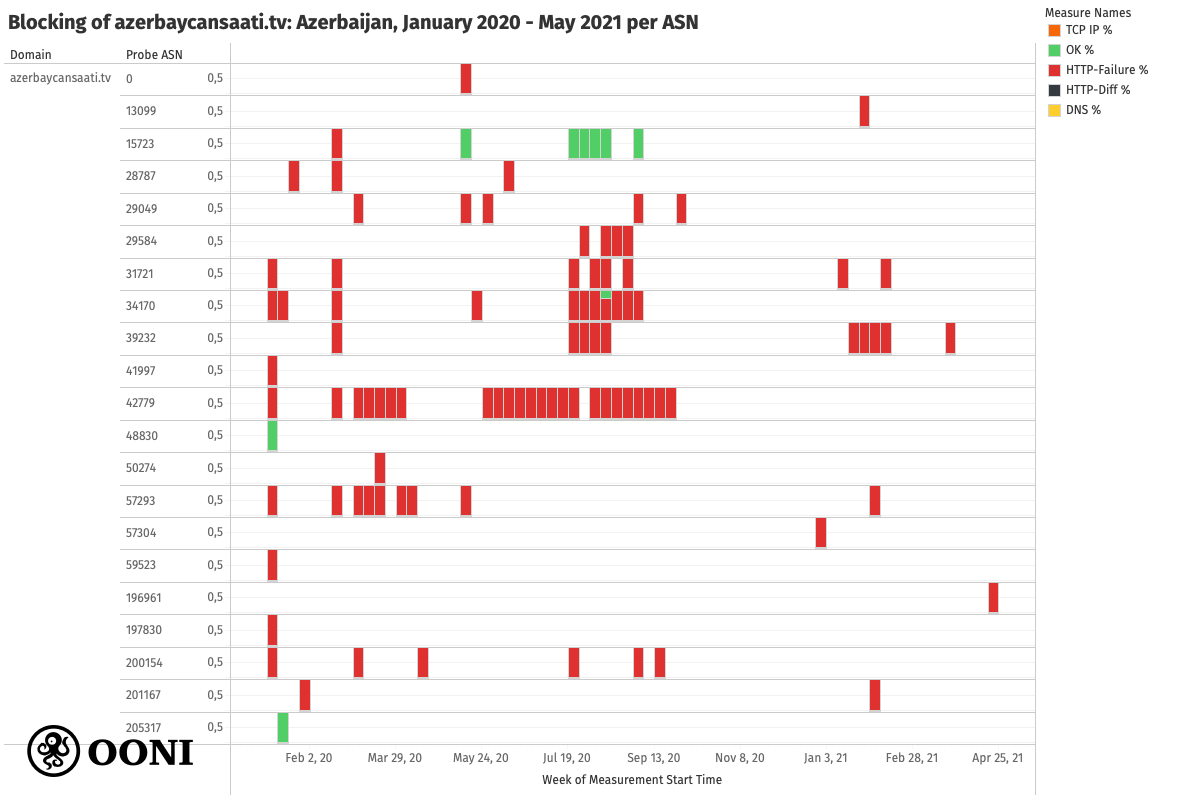 Blocking of azerbaycansaati.tv: Azerbaijan, January 2020 - May 2021 per ASN
Measure Names
TCP IP %
OK %
HTTP-Failure %
HTTP-Diff %
DNS %
Domain Probe ASN
azerbaycansaati.tv 0 0,5
13099 0,5
15723 0,5
28787 0,5
29049 0,5
29584 0,5
31721 0,5
34170 0,5
39232 0,5
41997 0,5
42779 0,5
48830 0,5
50274 0,5
57293 0,5
57304 0,5
59523 0,5
196961 0,5
197830 0,5
200154 0,5
201167 0,5
205317 0,5
OONI
Feb 2, 20 Mar 29, 20 May 24, 20 Jul 19, 20 Sep 13, 20 Nov 8, 20 Jan 3, 21 Feb 28, 21 Apr 25, 21
Week of Measurement Start Time